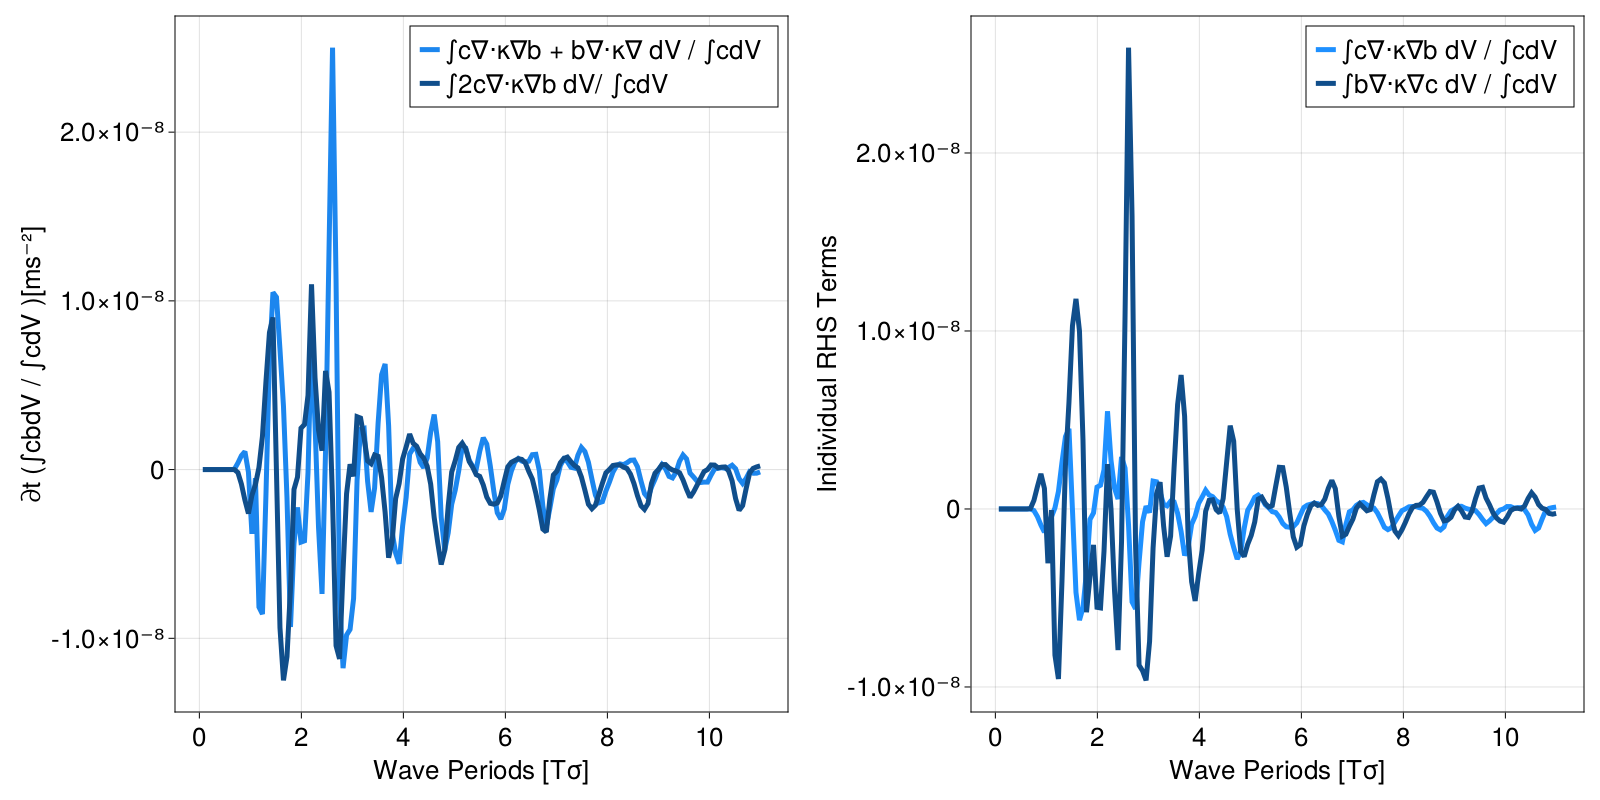 ∫c∇⋅κ∇b + b∇⋅κ∇ dV / ∫cdV
∫2c∇⋅κ∇b dV/ ∫cdV
2.0×10⁻⁸
1.0×10⁻⁸
0
-1.0×10⁻⁸
∂t (∫cbdV / ∫cdV )[ms⁻²]
0 2 4 6 8 10
Wave Periods [Tσ]
∫c∇⋅κ∇b dV / ∫cdV
∫b∇⋅κ∇c dV / ∫cdV
2.0×10⁻⁸
1.0×10⁻⁸
0
-1.0×10⁻⁸
Inidividual RHS Terms
0 2 4 6 8 10
Wave Periods [Tσ]